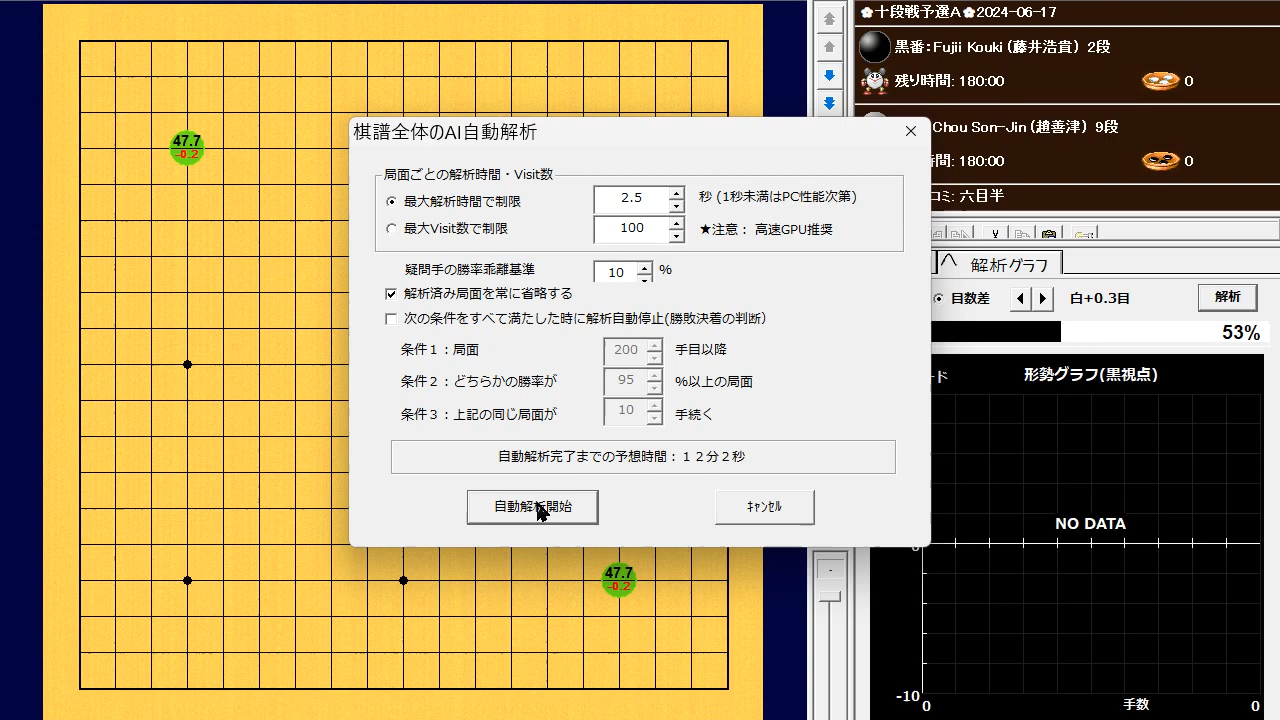 ✿十段戦予選A✿2024-06-17
黒番:Fujii Kouki (藤井浩貴) 2段
残り時間: 180:00
0
Chou Son-Jin (趙善津) 9段
時間: 180:00
0
コミ: 六目半
47.7
-0.2
棋譜全体のAI自動解析
局面ごとの解析時間・Visit数
最大解析時間で制限
2.5
秒 (1秒未満はPC性能次第)
最大Visit数で制限
100
★注意： 高速GPU推奨
疑問手の勝率乖離基準
10
%
解析済み局面を常に省略する
次の条件をすべて満たした時に解析自動停止(勝敗決着の判断)
条件１：局面
200
手目以降
条件２：どちらかの勝率が
95
%以上の局面
条件３：上記の同じ局面が
10
手続く
自動解析完了までの予想時間：１２分２秒
自動解析開始
ｷｬﾝｾﾙ
解析グラフ
目数差
白+0.3目
解析
53%
ード
形勢グラフ(黒視点)
NO DATA
0
-10
0
手数
0
47.7
-0.2
-